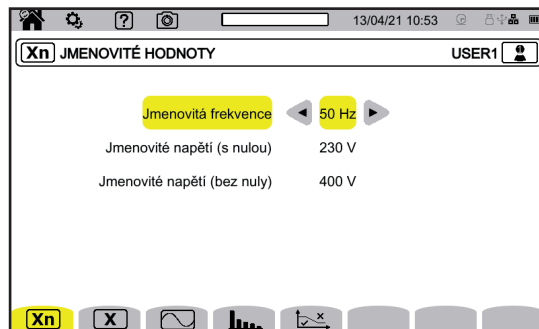 ? 13/04/21 10:53
Xn JMENOVITÉ HODNOTY USER1
Jmenovitá frekvence 50 Hz
Jmenovité napětí (s nulou) 230 V
Jmenovité napětí (bez nuly) 400 V
Xn X